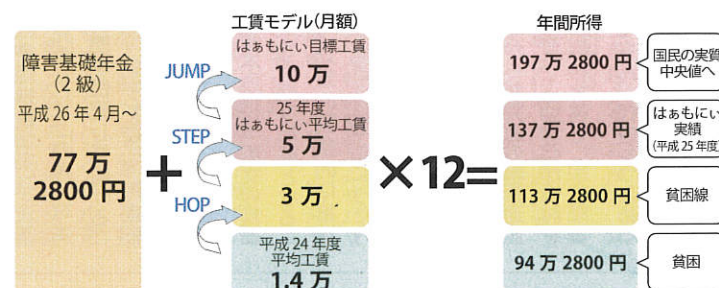 障害基礎年金
(2級)
平成26年4月〜
77万
2800円
+
工賃モデル(月額)
はぁもにぃ目標工賃
10万
JUMP
25年度
はぁもにぃ平均工賃
5万
STEP
3万
HOP
平成24年度
平均工賃
1.4万
×12=
年間所得
197万2800円
国民の実質
中央値へ
137万2800円
はぁもにぃ
実績
(平成25年度)
113万2800円
貧困線
94万2800円
貧困